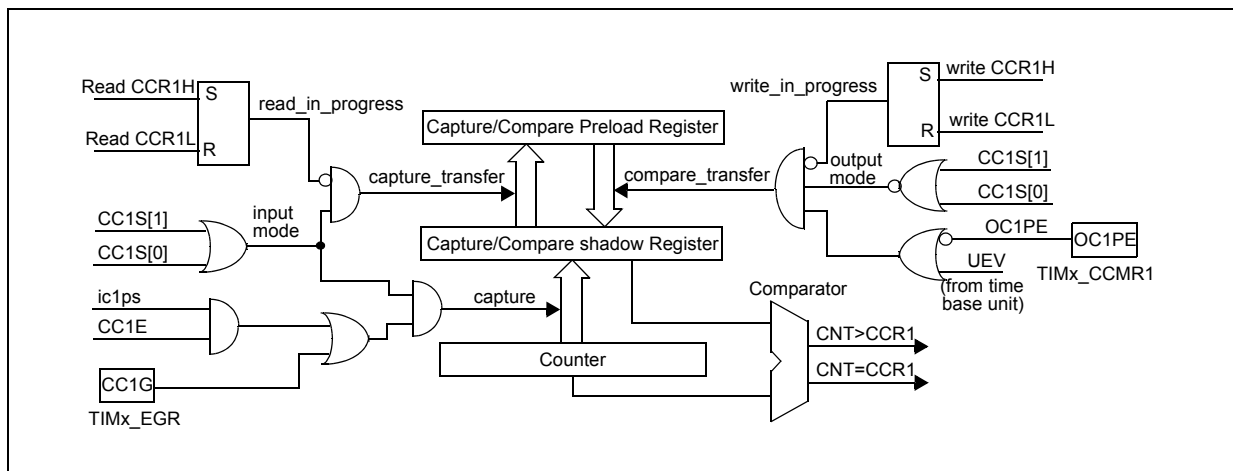 Read CCR1H
S
read_in_progress
Read CCR1L
R
Capture/Compare Preload Register
write_in_progress
S
write CCR1H
R
write CCR1L
capture_transfer
compare_transfer
output
mode
CC1S[1]
CC1S[0]
CC1S[1]
CC1S[0]
input
mode
Capture/Compare shadow Register
OC1PE
OC1PE
UEV
TIMx_CCMR1
(from time
base unit)
ic1ps
CC1E
capture
Comparator
CC1G
TIMx_EGR
Counter
CNT>CCR1
CNT=CCR1